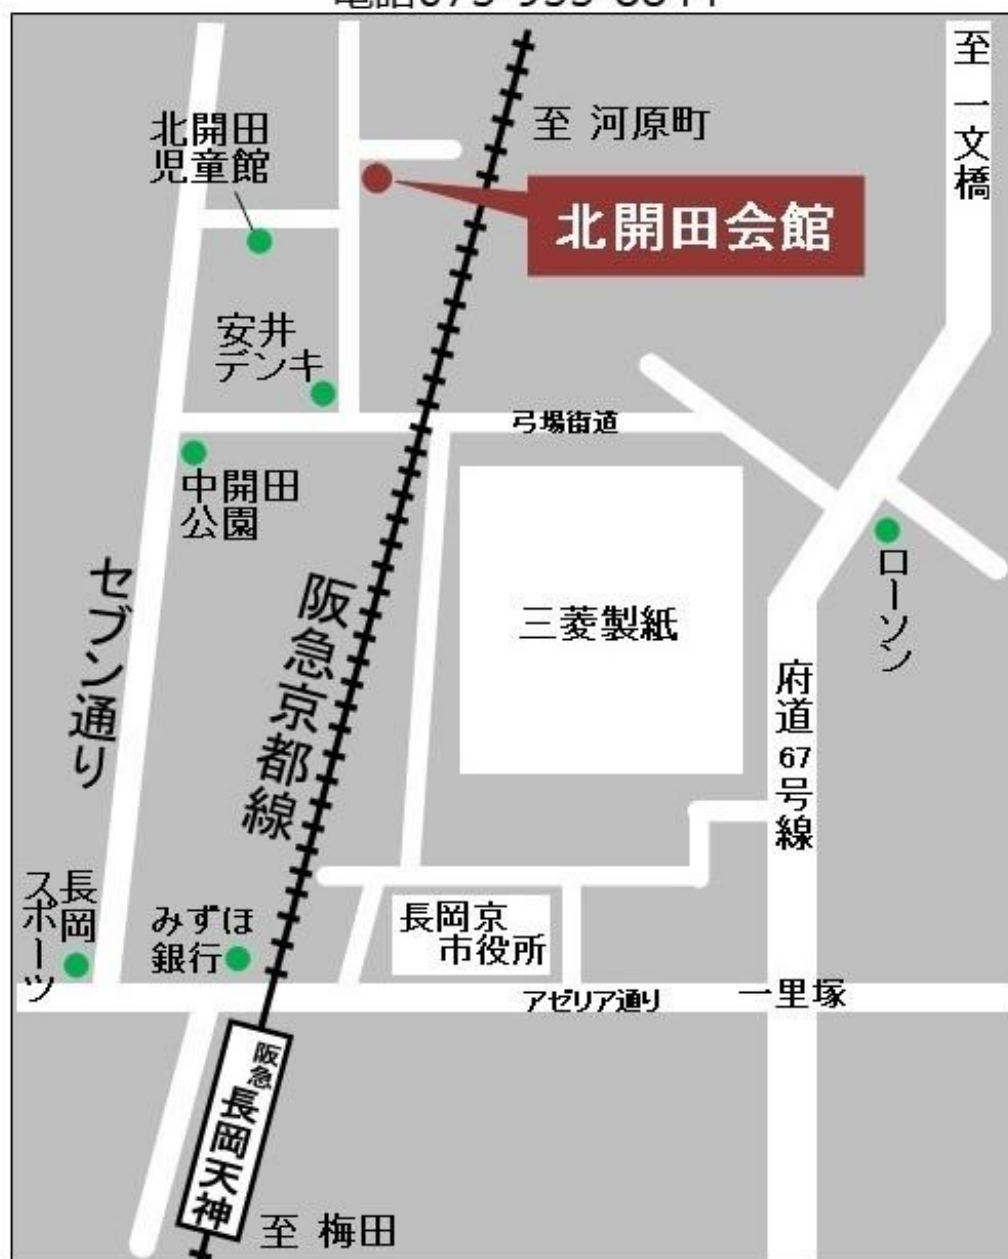 至 一文橋
至 河原町
北開田
児童館
北開田会館
安井
デンキ
弓場街道
中開田
公園
ローソン
セブン通り
阪急京都線
三菱製紙
府道67号線
長岡
スポーツ
みずほ
銀行
長岡京
市役所
アゼリア通り
一里塚
阪急
長岡天神
至 梅田